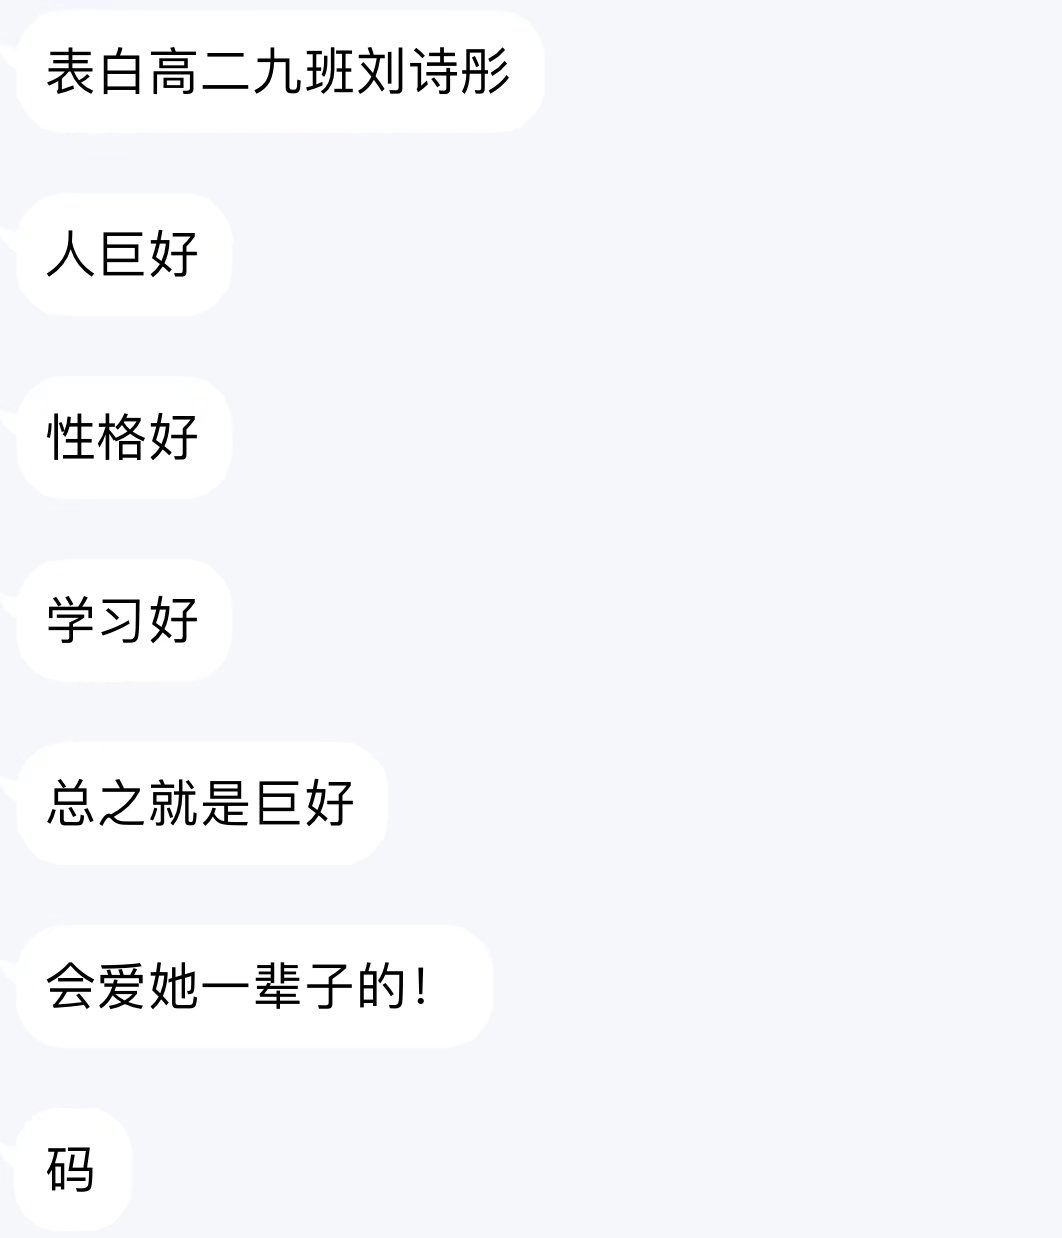 表白高二九班刘诗彤
人巨好
性格好
学习好
总之就是巨好
会爱她一辈子的！
码